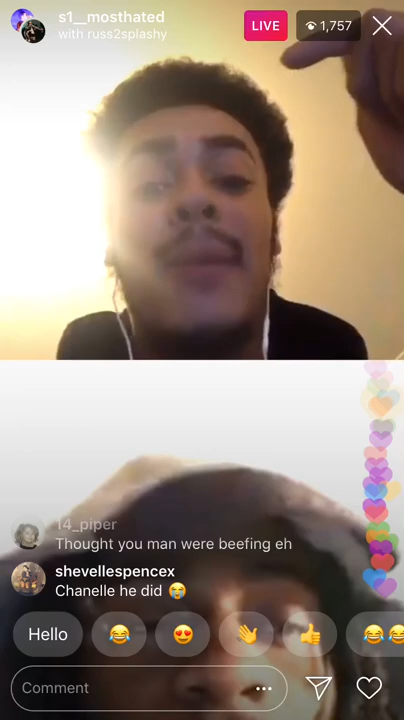 s1__mosthated
with russ2splashy
LIVE
1,757
14_piper
Thought you man were beefing eh
shevellespencex
Chanelle he did 😭
Hello
Comment